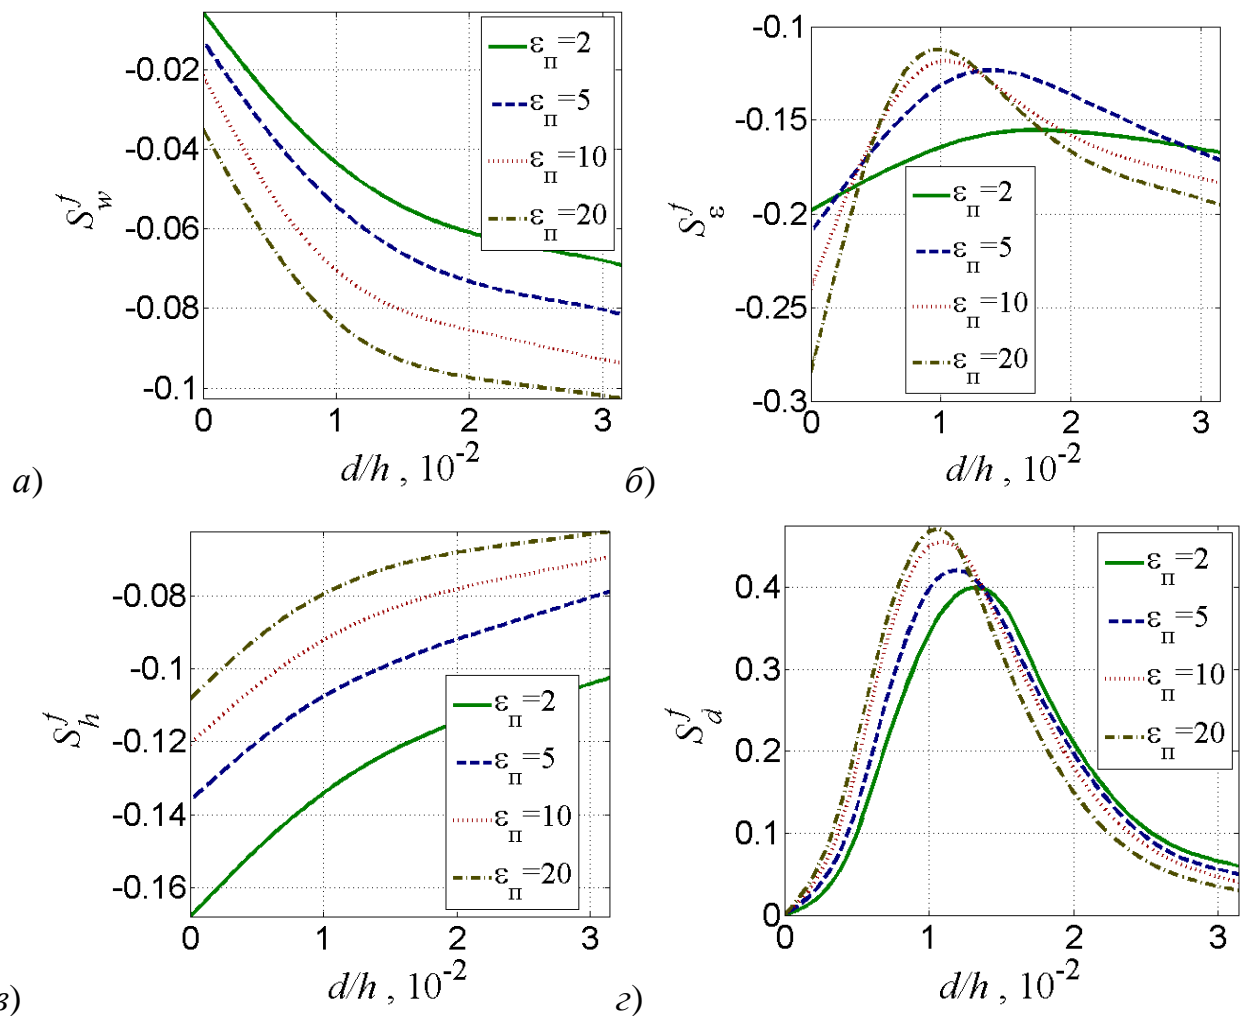 -0.02
-0.04
-0.06
-0.08
-0.1
0
1
2
3
S_w^f
d/h , 10^-2
ε_п=2
ε_п=5
ε_п=10
ε_п=20
а)
-0.1
-0.15
-0.2
-0.25
-0.3
0
1
2
3
S_ε^f
d/h , 10^-2
ε_п=2
ε_п=5
ε_п=10
ε_п=20
б)
-0.08
-0.1
-0.12
-0.14
-0.16
0
1
2
3
S_h^f
d/h , 10^-2
ε_п=2
ε_п=5
ε_п=10
ε_п=20
в)
0.4
0.3
0.2
0.1
0
0
1
2
3
S_d^f
d/h , 10^-2
ε_п=2
ε_п=5
ε_п=10
ε_п=20
г)